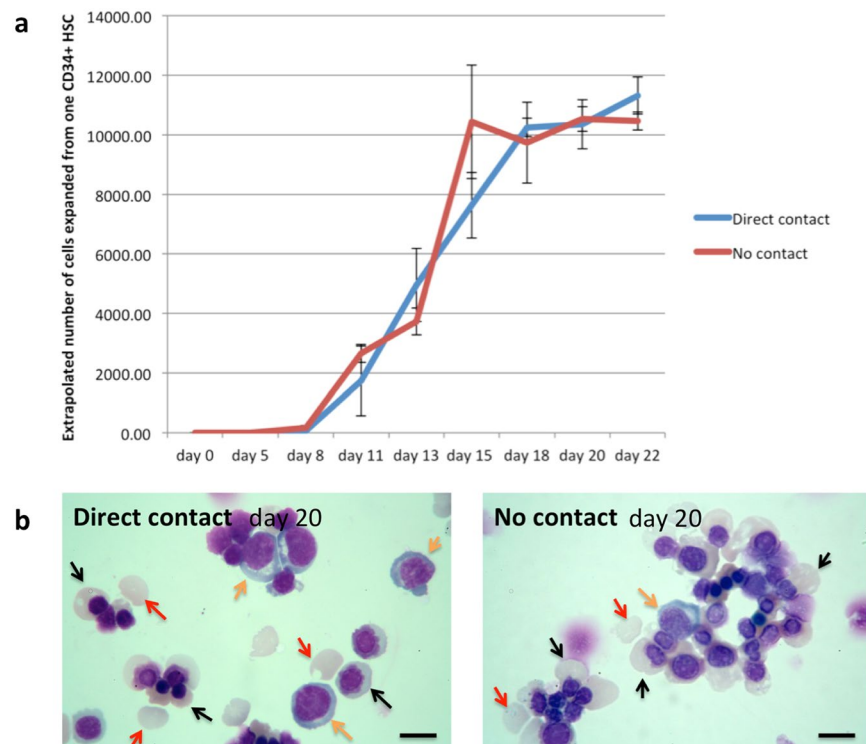 a
Extrapolated number of cells expanded from one CD34+ HSC
14000.00
12000.00
10000.00
8000.00
6000.00
4000.00
2000.00
0.00
day 0 day 5 day 8 day 11 day 13 day 15 day 18 day 20 day 22
Direct contact
No contact
b
Direct contact day 20
No contact day 20